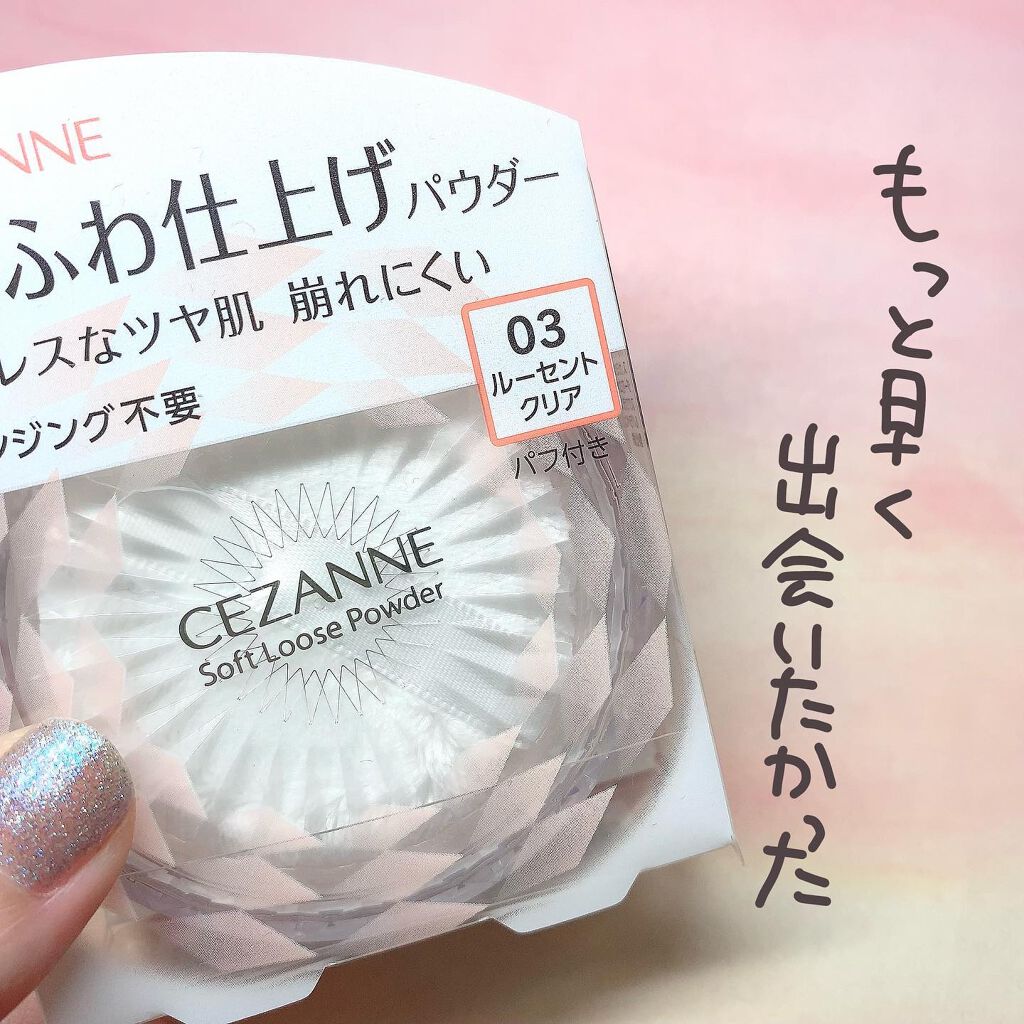 NNE
ふわ仕上げパウダー
レスなツヤ肌 崩れにくい
ンジング不要
03
ルーセント
クリア
パフ付き
CEZANNE
Soft Loose Powder
もっと早く
出会いたかった